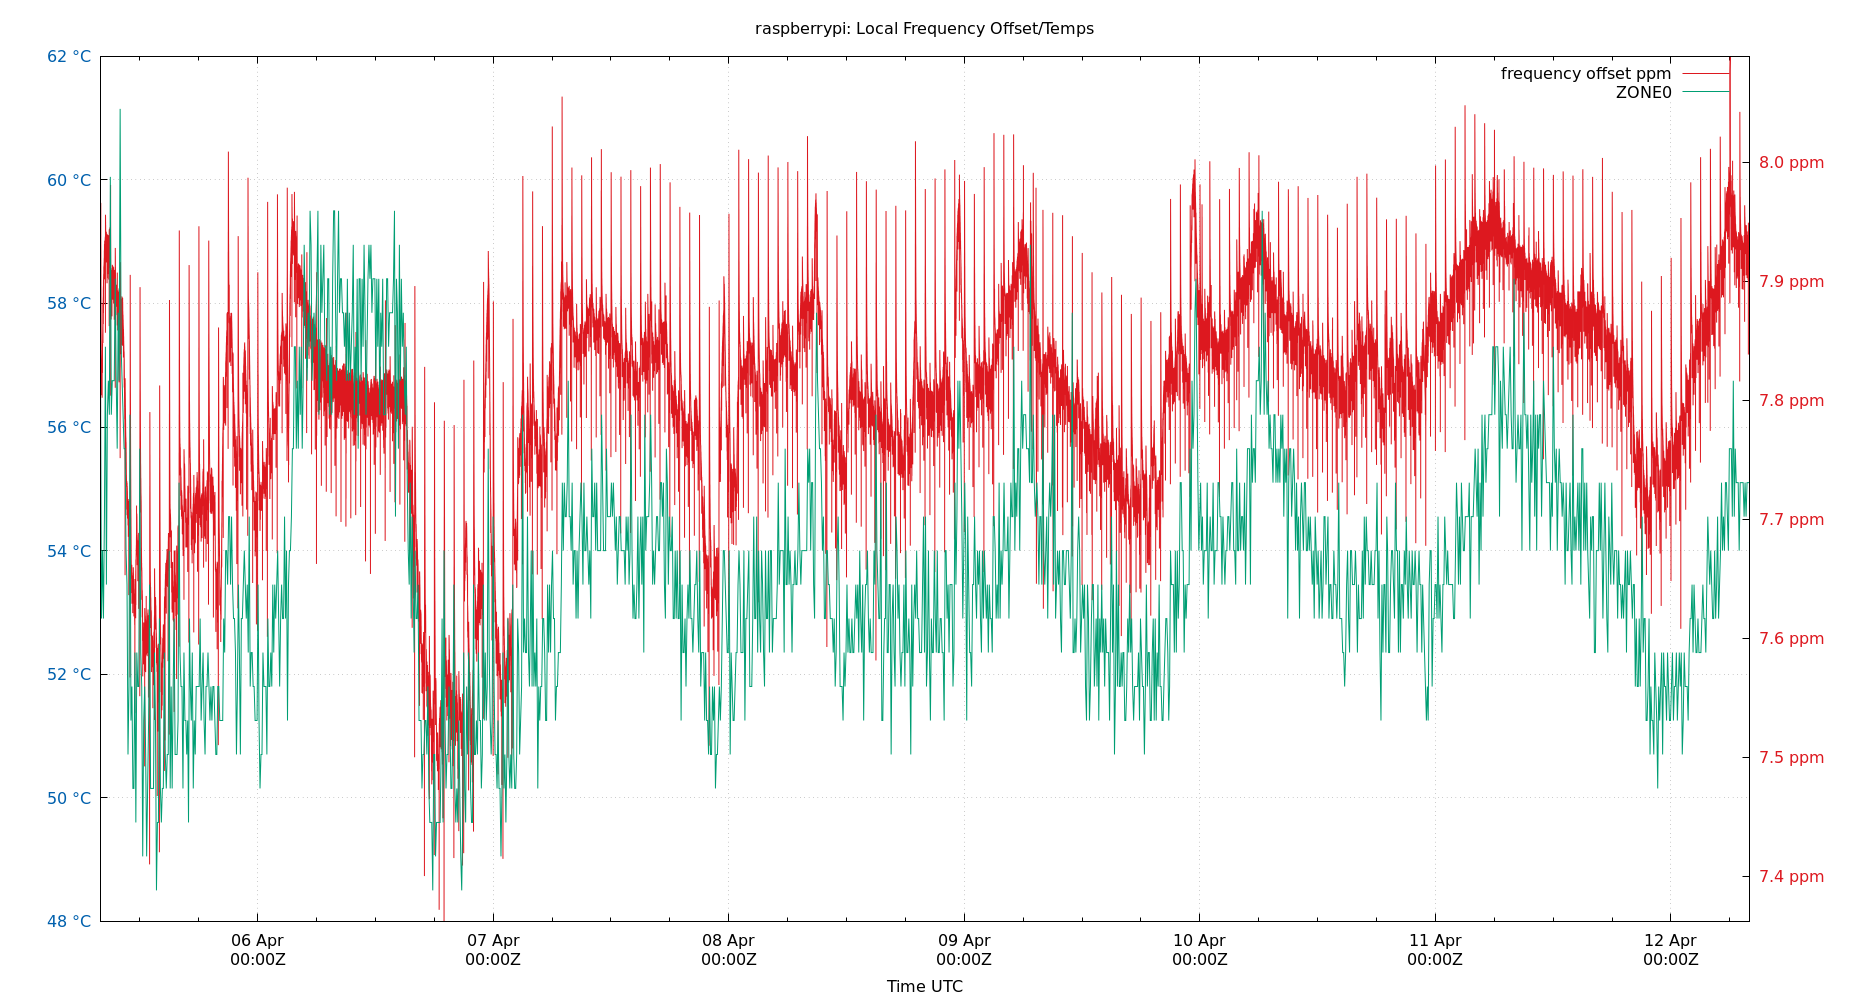 raspberrypi: Local Frequency Offset/Temps
62 °C
60 °C
58 °C
56 °C
54 °C
52 °C
50 °C
48 °C
frequency offset ppm
ZONE0
8.0 ppm
7.9 ppm
7.8 ppm
7.7 ppm
7.6 ppm
7.5 ppm
7.4 ppm
06 Apr
00:00Z
07 Apr
00:00Z
08 Apr
00:00Z
09 Apr
00:00Z
10 Apr
00:00Z
11 Apr
00:00Z
12 Apr
00:00Z
Time UTC